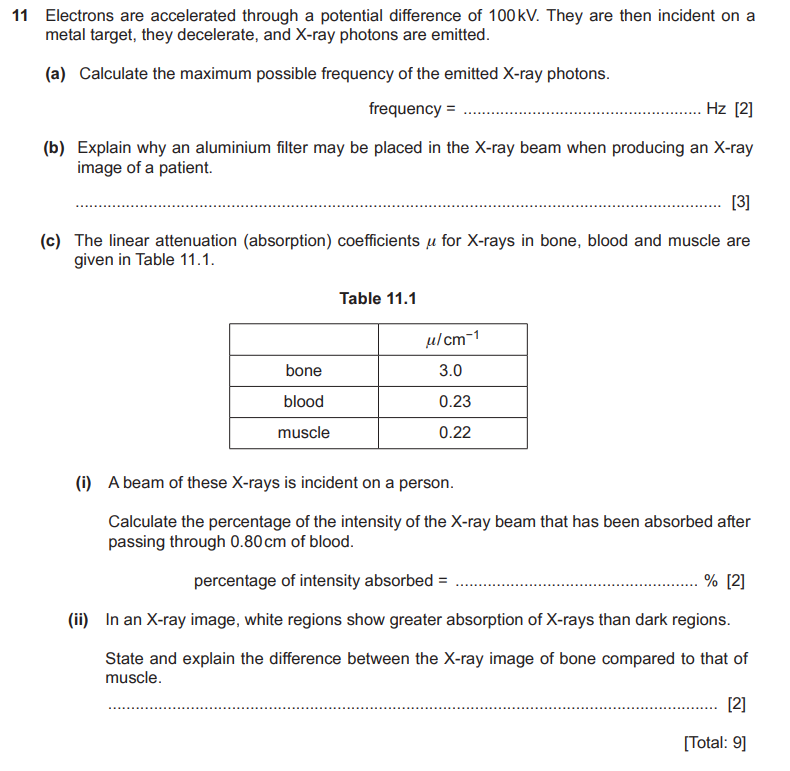 11 Electrons are accelerated through a potential difference of 100 kV. They are then incident on a
metal target, they decelerate, and X-ray photons are emitted.
(a) Calculate the maximum possible frequency of the emitted X-ray photons.
frequency = .................................................... Hz [2]
(b) Explain why an aluminium filter may be placed in the X-ray beam when producing an X-ray
image of a patient.
.......................................................................................................................................... [3]
(c) The linear attenuation (absorption) coefficients μ for X-rays in bone, blood and muscle are
given in Table 11.1.
Table 11.1
μ/cm⁻¹
bone 3.0
blood 0.23
muscle 0.22
(i) A beam of these X-rays is incident on a person.
Calculate the percentage of the intensity of the X-ray beam that has been absorbed after
passing through 0.80 cm of blood.
percentage of intensity absorbed = .................................................... % [2]
(ii) In an X-ray image, white regions show greater absorption of X-rays than dark regions.
State and explain the difference between the X-ray image of bone compared to that of
muscle.
.................................................................................................................................... [2]
[Total: 9]